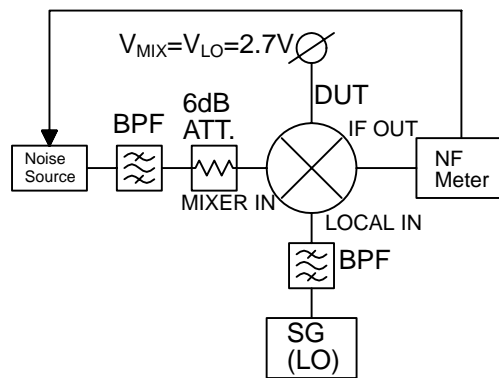 V_MIX=V_LO=2.7V
DUT
6dB
ATT.
BPF
IF OUT
Noise
Source
NF
Meter
MIXER IN
LOCAL IN
BPF
SG
(LO)